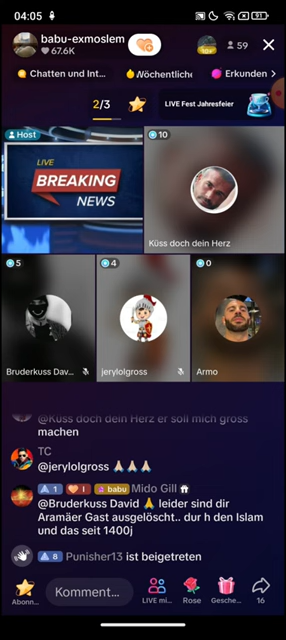 04:05
91
babu-exmoslem
67.6K
59
Chatten und Int...
Wöchentliche
Erkunden
2/3
LIVE Fest Jahresfeier
Host
10
LIVE
BREAKING
NEWS
Küss doch dein Herz
5
4
0
Bruderkuss Dav...
jerylolgross
Armo
@Küss doch dein Herz er soll mich gross
machen
TC
@jerylolgross 🙏🏻🙏🏻🙏🏻
1 I babu Mido Gill
@Bruderkuss David 🙏 leider sind dir
Aramäer Gast ausgelöscht.. dur h den Islam
und das seit 1400j
8 Punisher13 ist beigetreten
Abonn...
Komment...
LIVE mi...
Rose
Gesche...
16